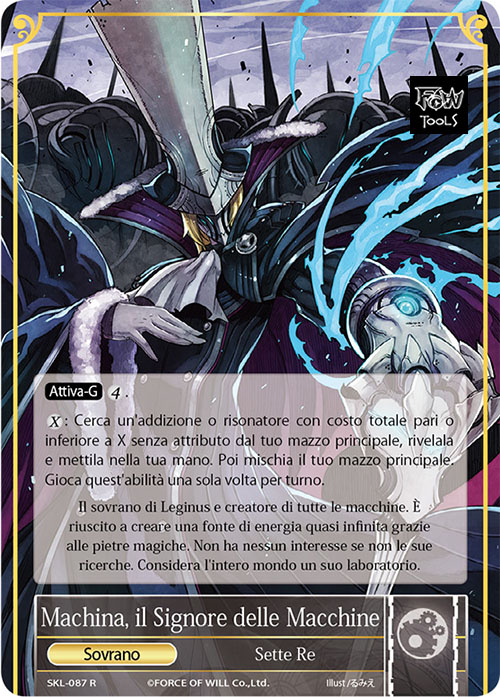 FoW
TOOLS
Attiva-G 4 .
X : Cerca un'addizione o risonatore con costo totale pari o
inferiore a X senza attributo dal tuo mazzo principale, rivelala
e mettila nella tua mano. Poi mischia il tuo mazzo principale.
Gioca quest'abilità una sola volta per turno.
Il sovrano di Leginus e creatore di tutte le macchine. È
riuscito a creare una fonte di energia quasi infinita grazie
alle pietre magiche. Non ha nessun interesse se non le sue
ricerche. Considera l'intero mondo un suo laboratorio.
Machina, il Signore delle Macchine
Sovrano Sette Re
SKL-087 R ©FORCE OF WILL Co.,Ltd. Illust/るみえ